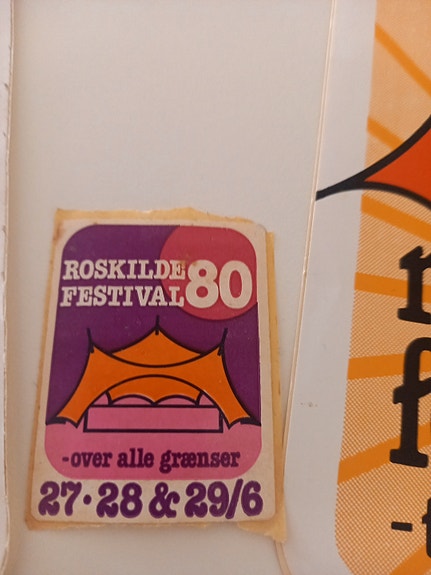 ROSKILDE 80
FESTIVAL
-over alle grænser
27·28 & 29/6